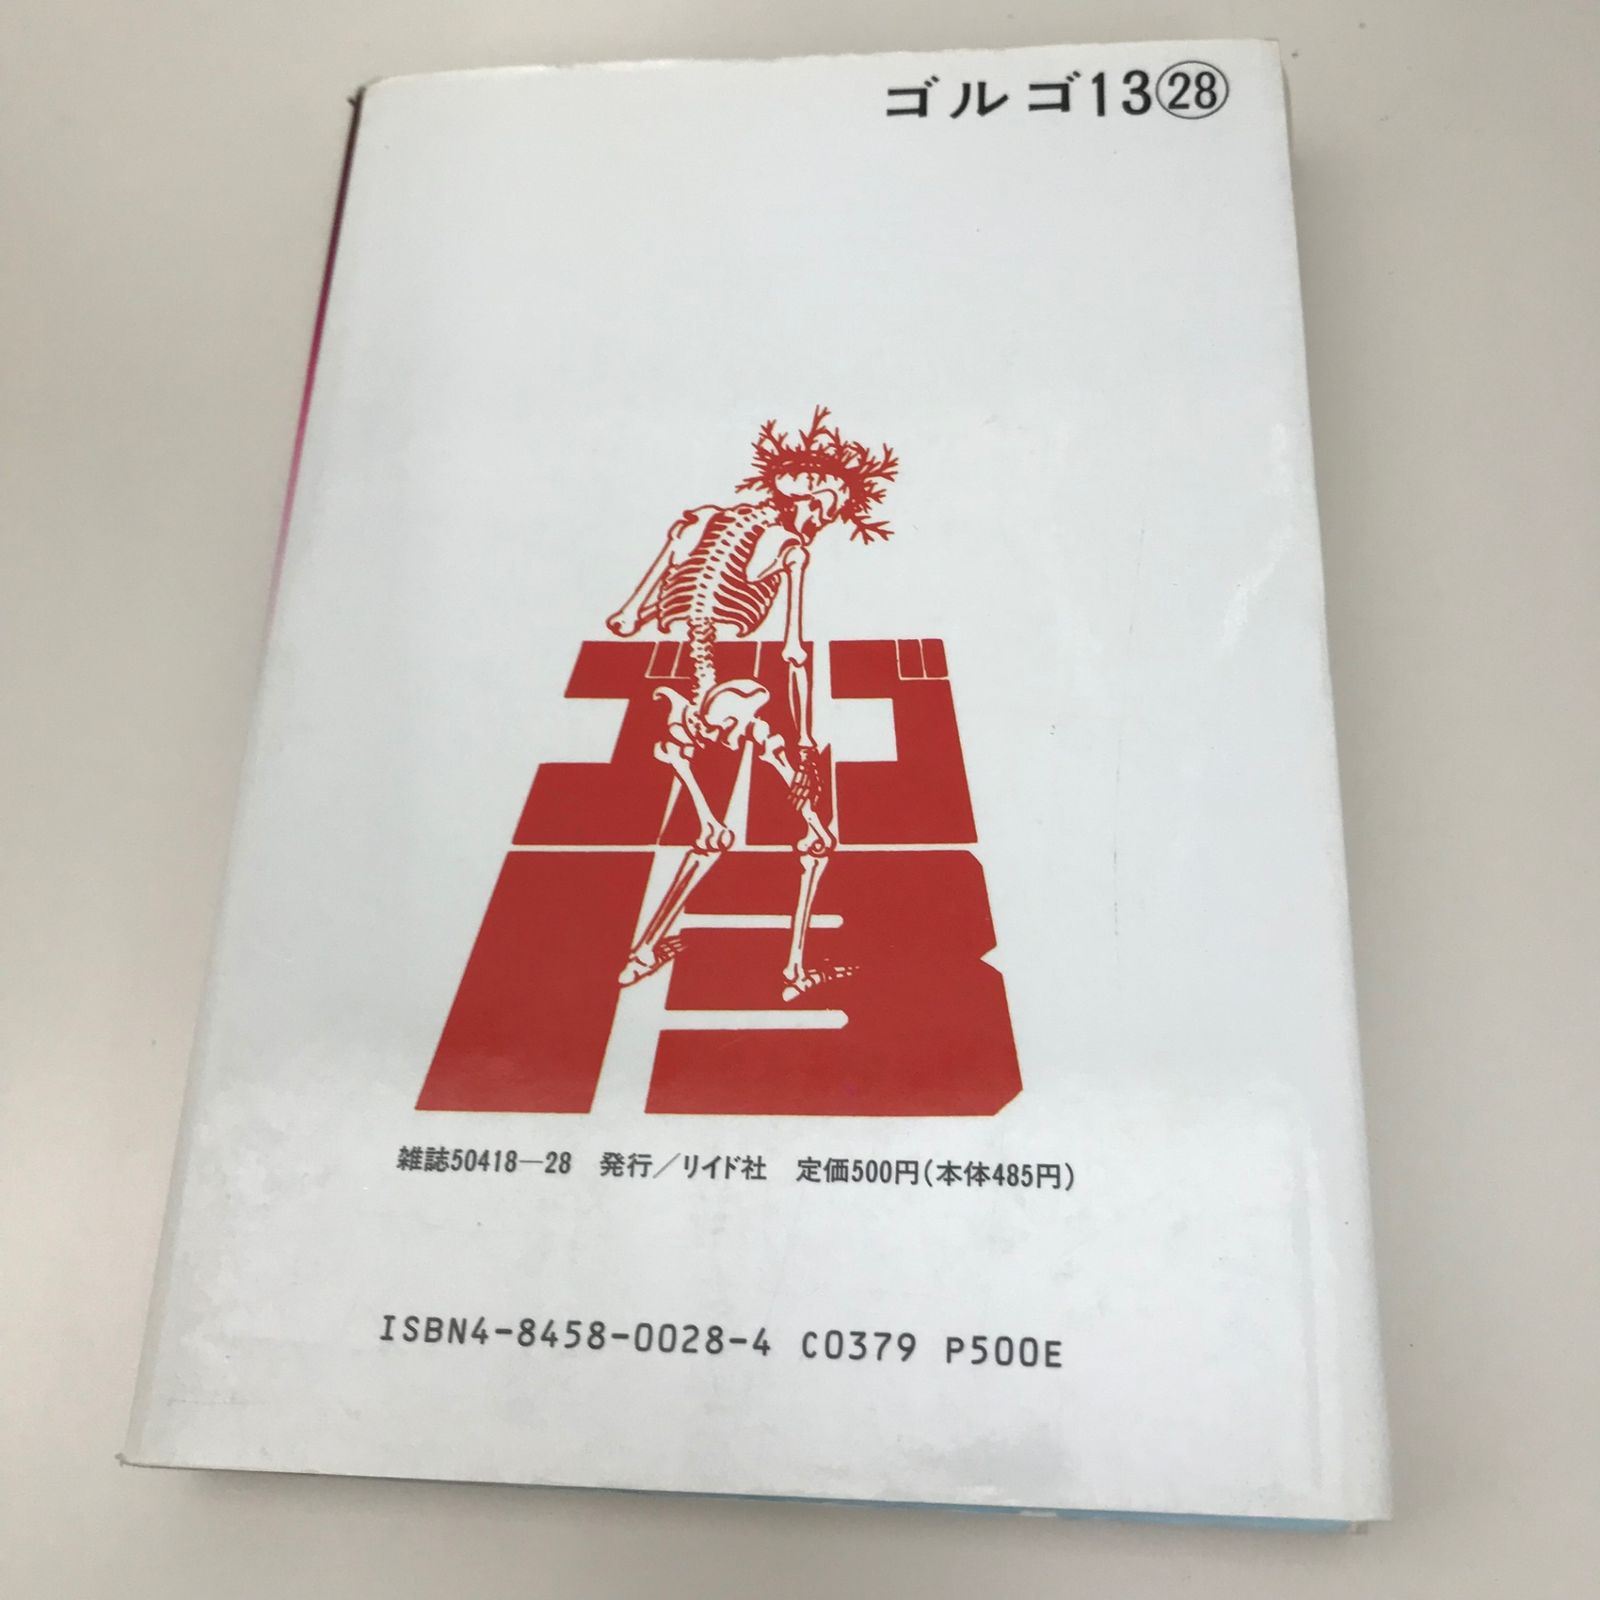 ゴルゴ13㉘
ゴルゴ
13
雑誌50418—28 発行／リイド社 定価500円(本体485円)
ISBN4-8458-0028-4 C0379 P500E